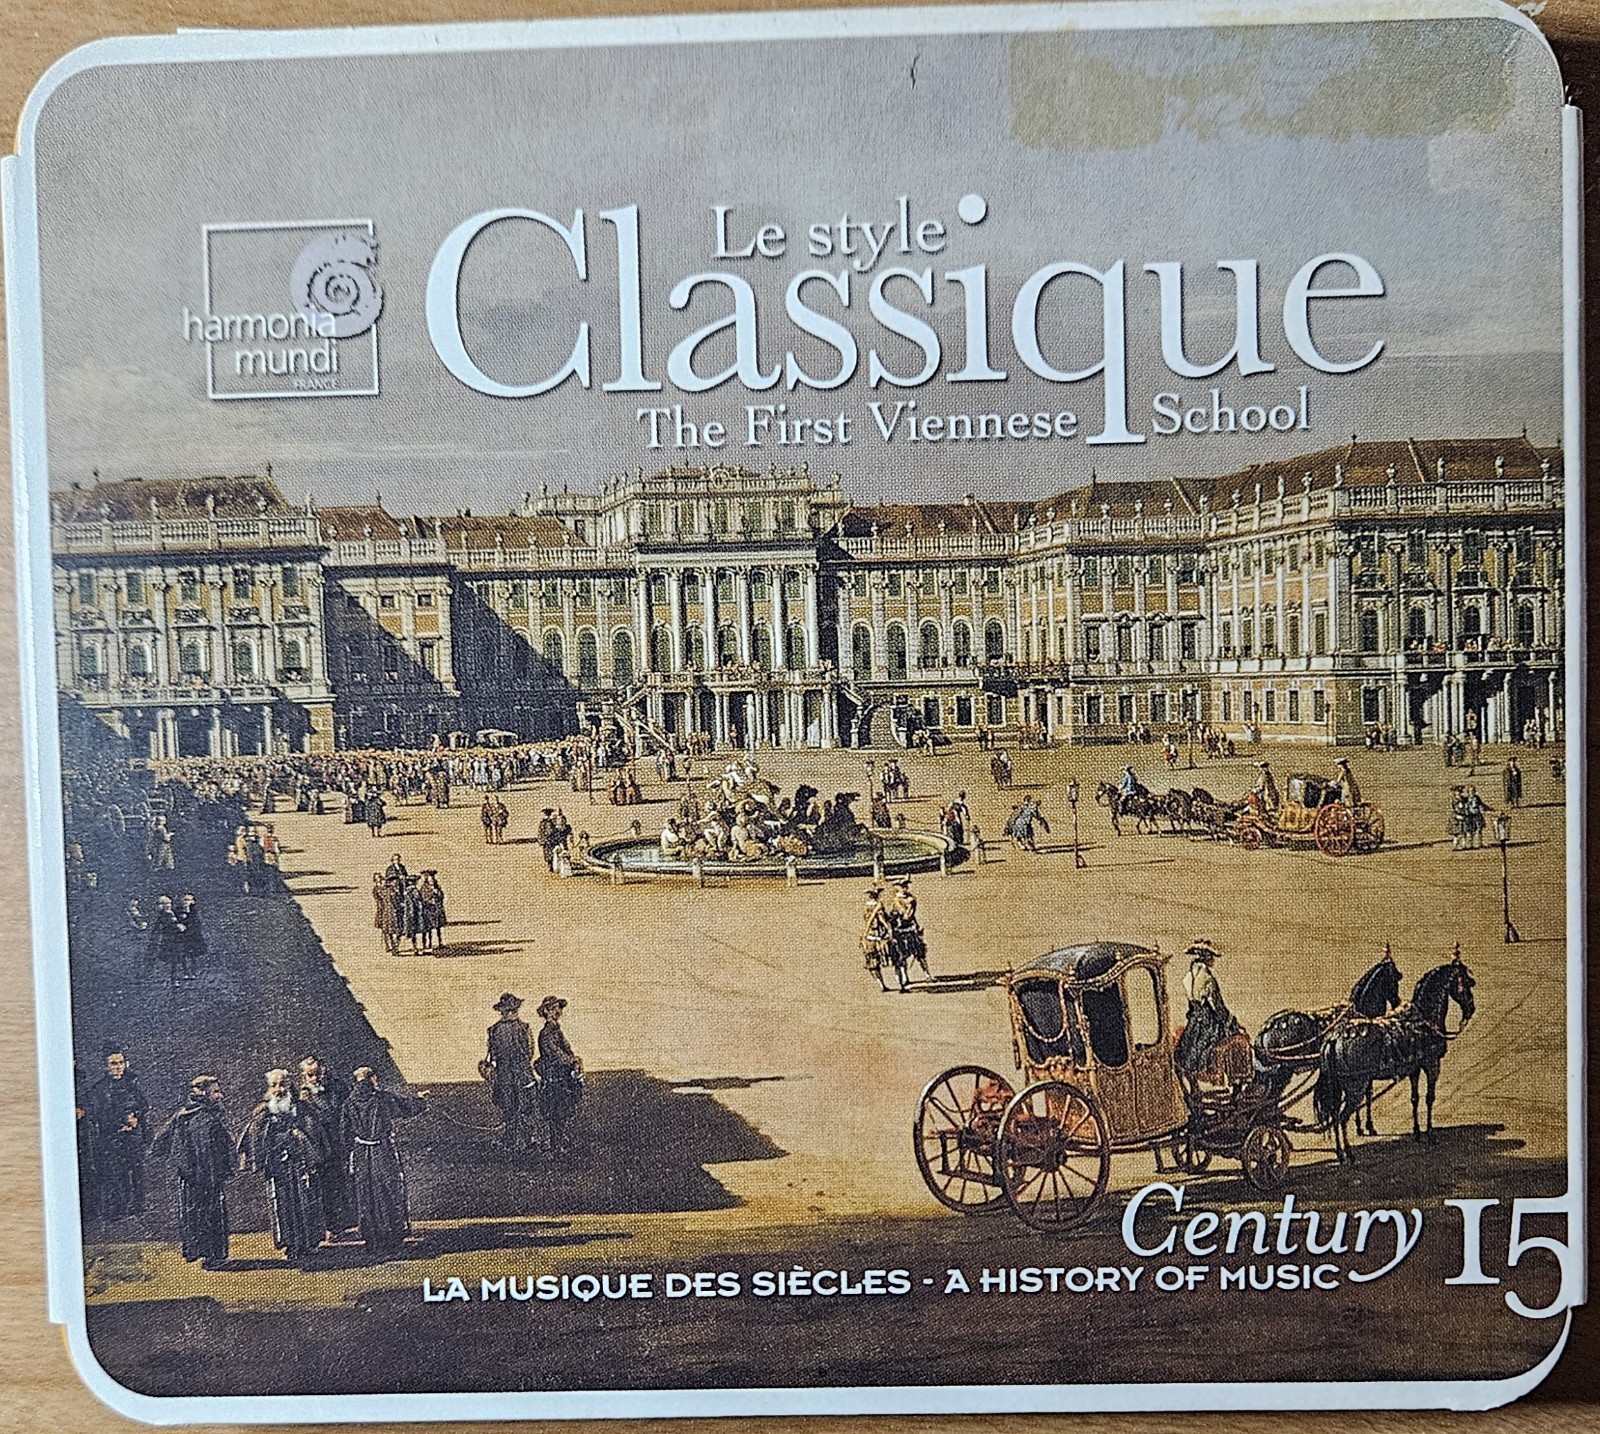 harmonia
mundi
FRANCE
Le style
Classique
The First Viennese School
Century 15
LA MUSIQUE DES SIÈCLES - A HISTORY OF MUSIC